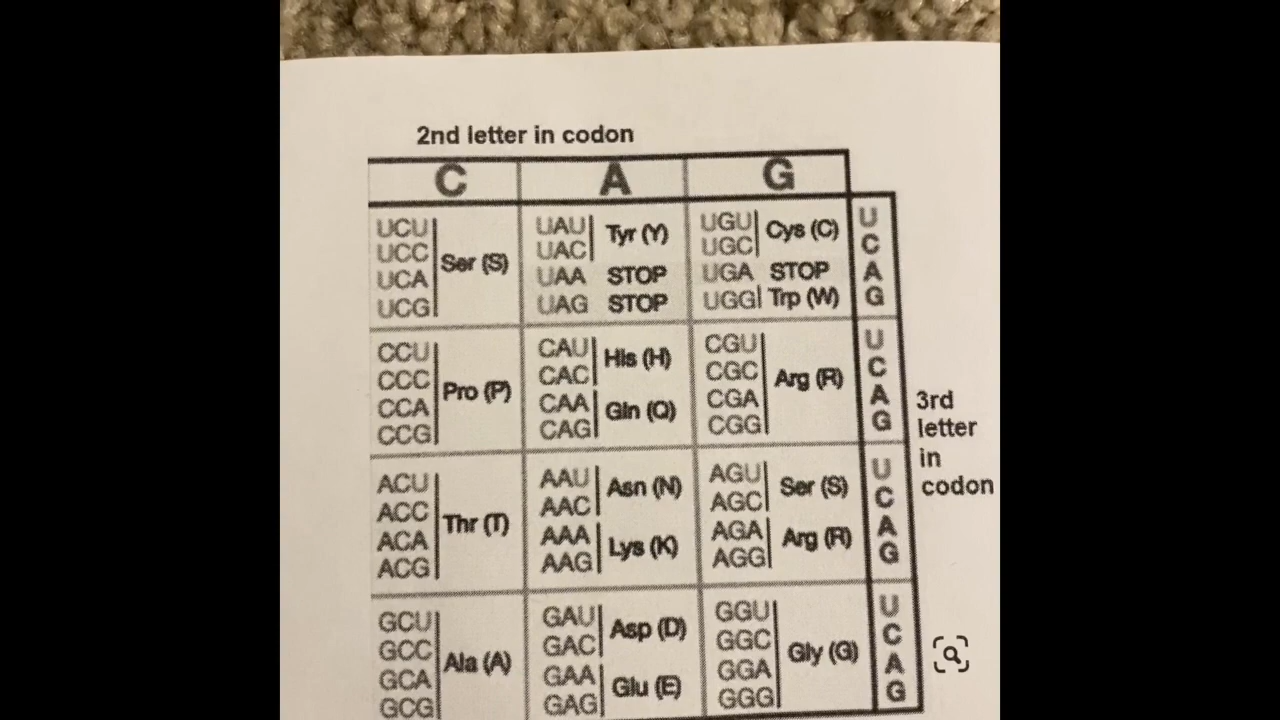 2nd letter in codon
C A G
UCU UAU UGU U
UCC Ser (S) UAC Tyr (Y) UGC Cys (C) C
UCA UAA STOP UGA STOP A
UCG UAG STOP UGG Trp (W) G
CCU CAU CGU U
CCC CAC His (H) CGC C
CCA Pro (P) CAA CGA Arg (R) A
CCG CAG Gln (Q) CGG G
3rd
letter
in
codon
ACU AAU AGU U
ACC AAC Asn (N) AGC Ser (S) C
ACA Thr (T) AAA AGA A
ACG AAG Lys (K) AGG Arg (R) G
GCU GAU GGU U
GCC GAC Asp (D) GGC C
GCA Ala (A) GAA GGA Gly (G) A
GCG GAG Glu (E) GGG G